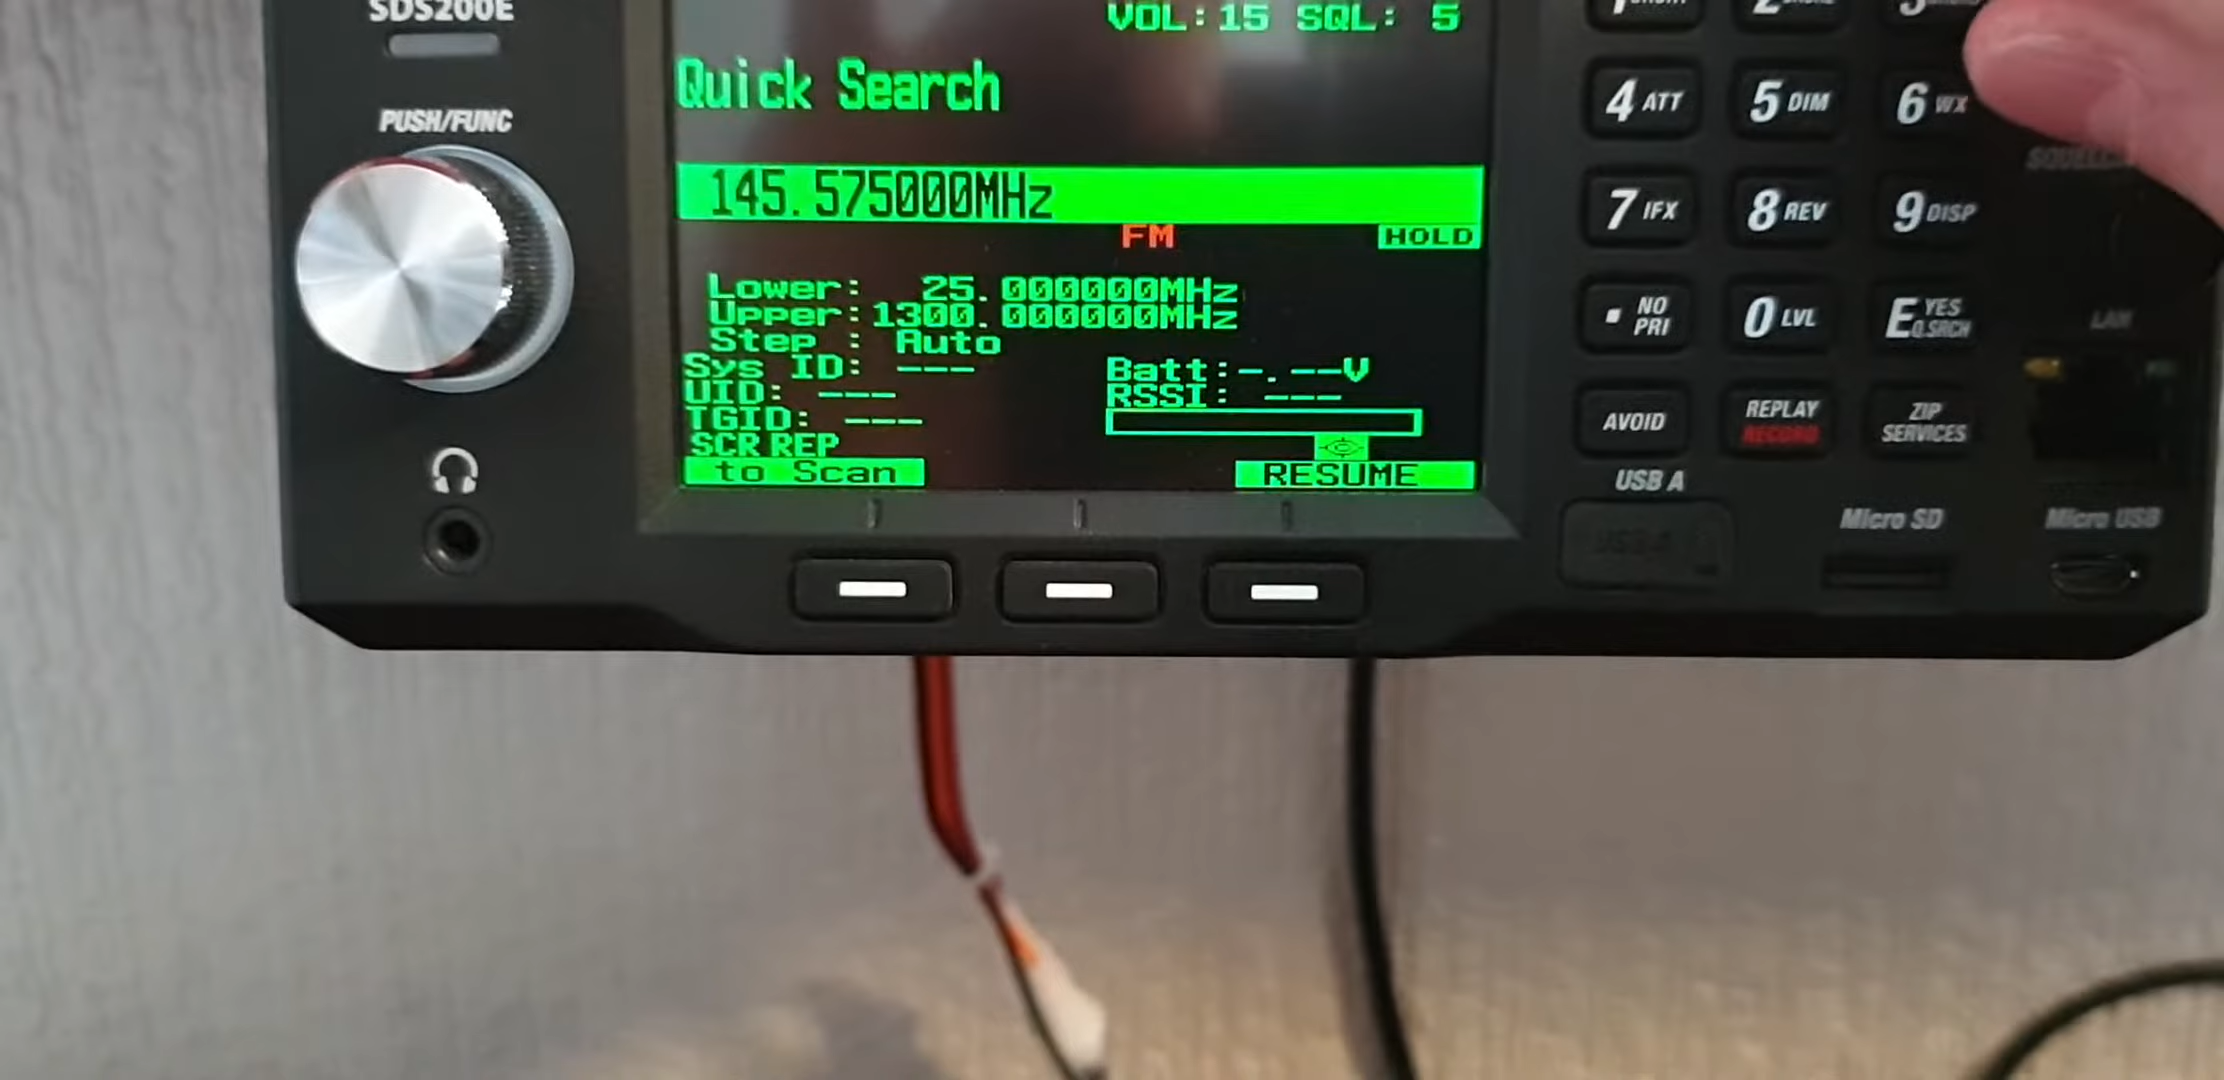 SDS200E
VOL:15 SQL: 5
Quick Search
PUSH/FUNC
145.575000MHz
FM HOLD
Lower: 25.000000MHz
Upper:1300.000000MHz
Step : Auto
Sys ID: ---
Batt:-.--V
UID: ---
RSSI: ---
TGID: ---
SCR REP
to Scan
RESUME
4 ATT
5 DIM
6 WX
7 IFX
8 REV
9 DISP
. NO PRI
0 LVL
E YES Q.SRCH
LAN
AVOID
REPLAY
RECORD
ZIP
SERVICES
USB A
Micro SD
Micro USB